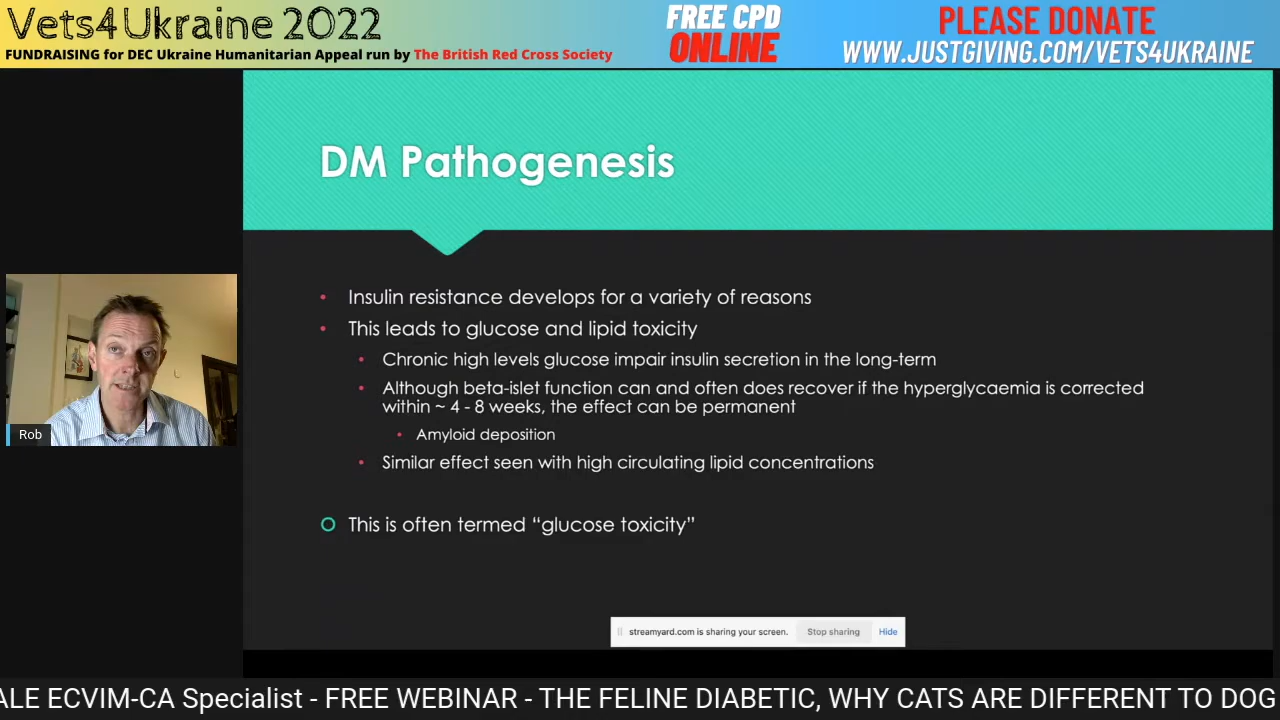 Vets4Ukraine 2022
FUNDRAISING for DEC Ukraine Humanitarian Appeal run by The British Red Cross Society
FREE CPD
ONLINE
PLEASE DONATE
WWW.JUSTGIVING.COM/VETS4UKRAINE
DM Pathogenesis
• Insulin resistance develops for a variety of reasons
• This leads to glucose and lipid toxicity
• Chronic high levels glucose impair insulin secretion in the long-term
• Although beta-islet function can and often does recover if the hyperglycaemia is corrected
within ~ 4 - 8 weeks, the effect can be permanent
• Amyloid deposition
• Similar effect seen with high circulating lipid concentrations
This is often termed “glucose toxicity”
Rob
streamyard.com is sharing your screen. Stop sharing Hide
ALE ECVIM-CA Specialist - FREE WEBINAR - THE FELINE DIABETIC, WHY CATS ARE DIFFERENT TO DOG